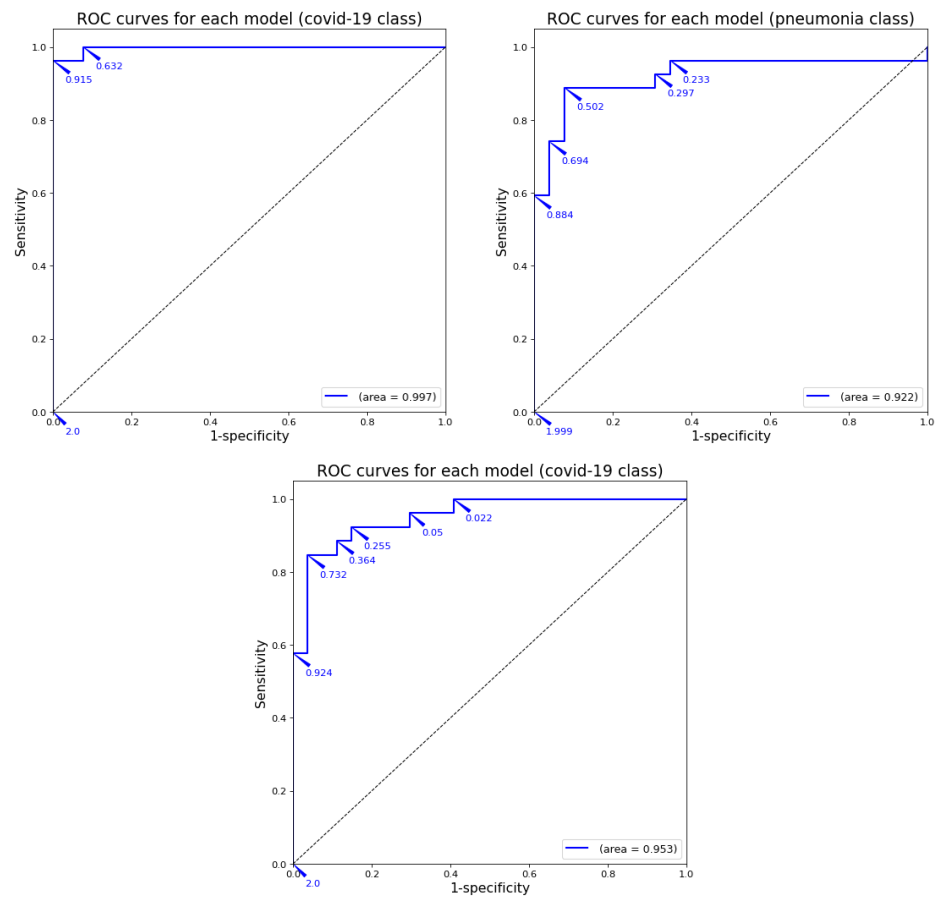 ROC curves for each model (covid-19 class)
1.0
0.632
0.915
0.8
0.6
Sensitivity
0.4
0.2
(area = 0.997)
0.0
0.0 0.2 0.4 0.6 0.8 1.0
2.0
1-specificity
ROC curves for each model (pneumonia class)
1.0
0.233
0.297
0.502
0.8
0.694
0.6
0.884
Sensitivity
0.4
0.2
(area = 0.922)
0.0
0.0 0.2 0.4 0.6 0.8 1.0
1.999
1-specificity
ROC curves for each model (covid-19 class)
1.0
0.022
0.05
0.255
0.364
0.732
0.8
0.6
0.924
Sensitivity
0.4
0.2
(area = 0.953)
0.0
0.0 0.2 0.4 0.6 0.8 1.0
2.0
1-specificity